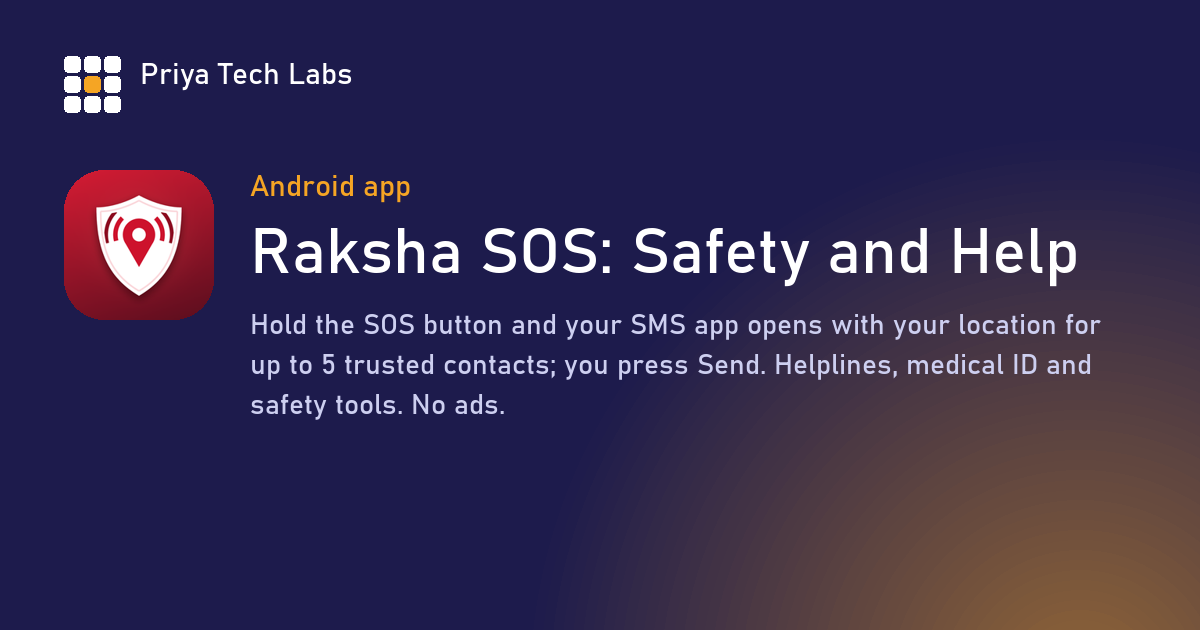 Priya Tech Labs
Android app
Raksha SOS: Safety and Help
Hold the SOS button and your SMS app opens with your location for
up to 5 trusted contacts; you press Send. Helplines, medical ID and
safety tools. No ads.